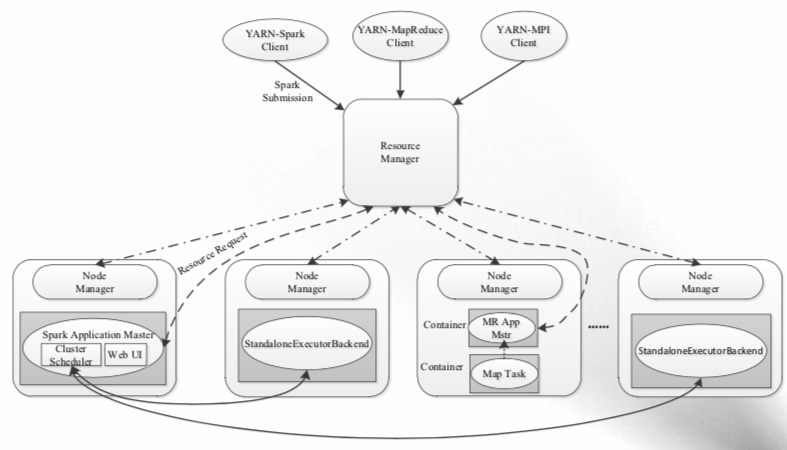 YARN-Spark
Client
YARN-MapReduce
Client
YARN-MPI
Client
Spark
Submission
Resource
Manager
Resource Request
Node
Manager
Node
Manager
Node
Manager
Node
Manager
Spark Application Master
Cluster
Scheduler
Web UI
StandaloneExecutorBackend
Container
MR App
Mstr
Container
Map Task
......
StandaloneExecutorBackend